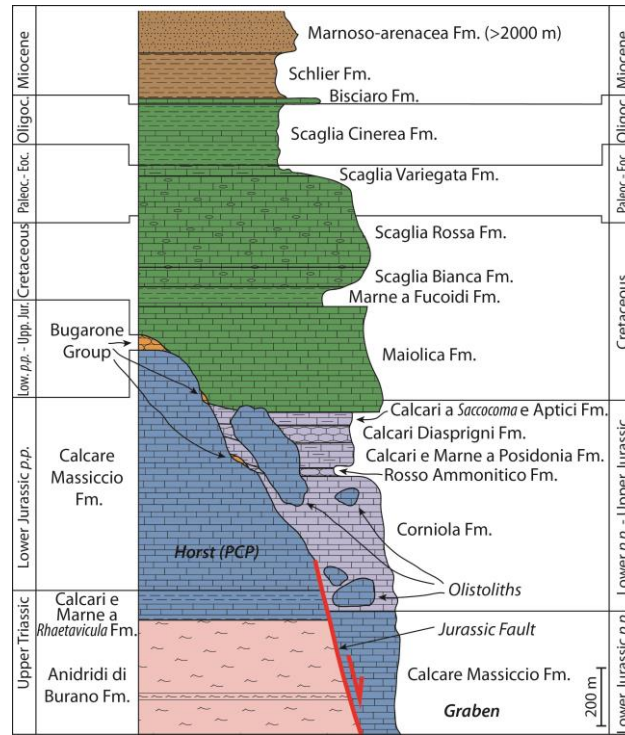 Miocene
Oligoc.
Paleoc. - Eoc.
Cretaceous
Low. p.p. - Upp. Jur.
Lower Jurassic p.p.
Upper Triassic
Marnoso-arenacea Fm. (>2000 m)
Schlier Fm.
Bisciaro Fm.
Scaglia Cinerea Fm.
Scaglia Variegata Fm.
Scaglia Rossa Fm.
Scaglia Bianca Fm.
Marne a Fucoidi Fm.
Maiolica Fm.
Bugarone
Group
Calcari a Saccocoma e Aptici Fm.
Calcari Diasprigni Fm.
Calcari e Marne a Posidonia Fm.
Rosso Ammonitico Fm.
Corniola Fm.
Calcare
Massiccio
Fm.
Horst (PCP)
Olistoliths
Calcari e
Marne a
Rhaetavicula Fm.
Jurassic Fault
Anidridi di
Burano Fm.
Calcare Massiccio Fm.
Graben
200 m
Miocene
Oligoc.
Paleoc. - Eoc.
Cretaceous
Lower p.p. - Upper Jurassic
Lower Jurassic p.p.